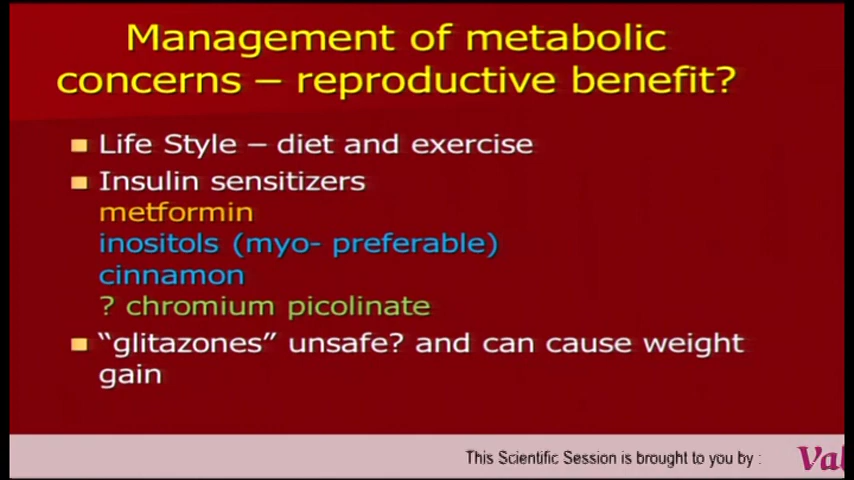 Management of metabolic
concerns – reproductive benefit?
Life Style – diet and exercise
Insulin sensitizers
metformin
inositols (myo- preferable)
cinnamon
? chromium picolinate
“glitazones” unsafe? and can cause weight
gain
This Scientific Session is brought to you by :